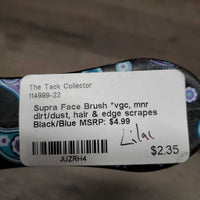 The Tack Collector
114999-22
Supra Face Brush *vgc, mnr
dirt/dust, hair & edge scrapes
Black/Blue MSRP: $4.99
Lilac
$2.35
JUZRH4